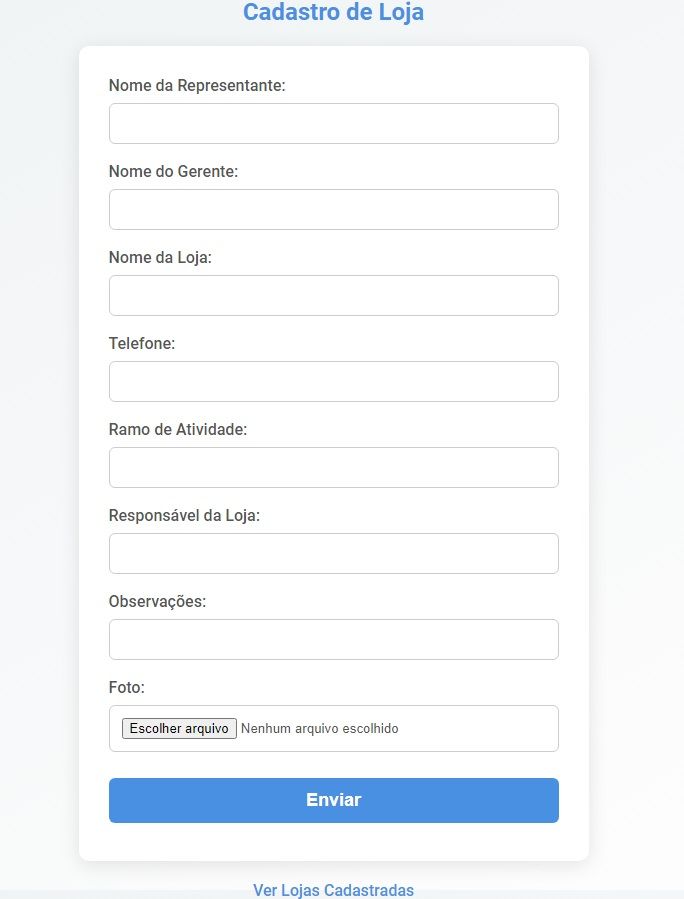 Cadastro de Loja
Nome da Representante:
Nome do Gerente:
Nome da Loja:
Telefone:
Ramo de Atividade:
Responsável da Loja:
Observações:
Foto:
Escolher arquivo Nenhum arquivo escolhido
Enviar
Ver Lojas Cadastradas